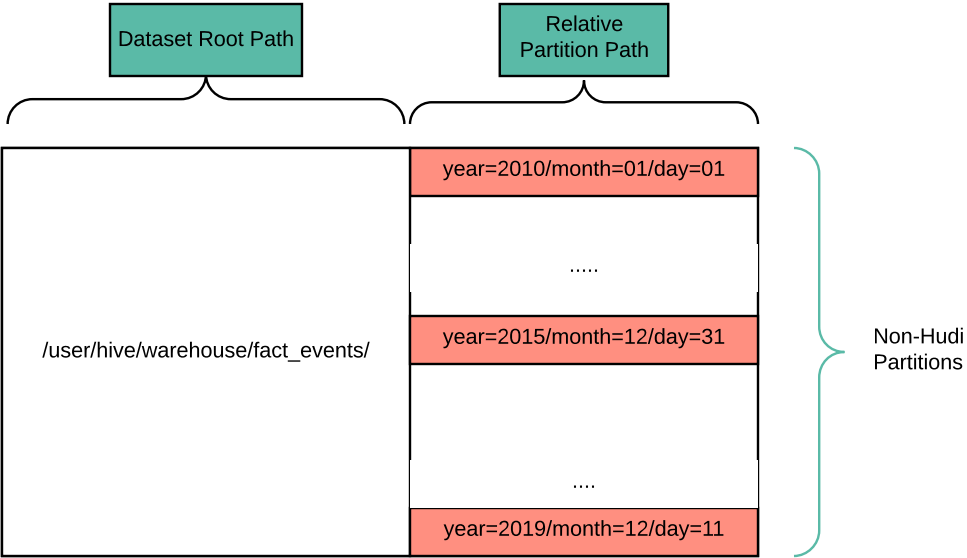 Dataset Root Path
Relative
Partition Path
year=2010/month=01/day=01
.....
/user/hive/warehouse/fact_events/
year=2015/month=12/day=31
Non-Hudi
Partitions
....
year=2019/month=12/day=11